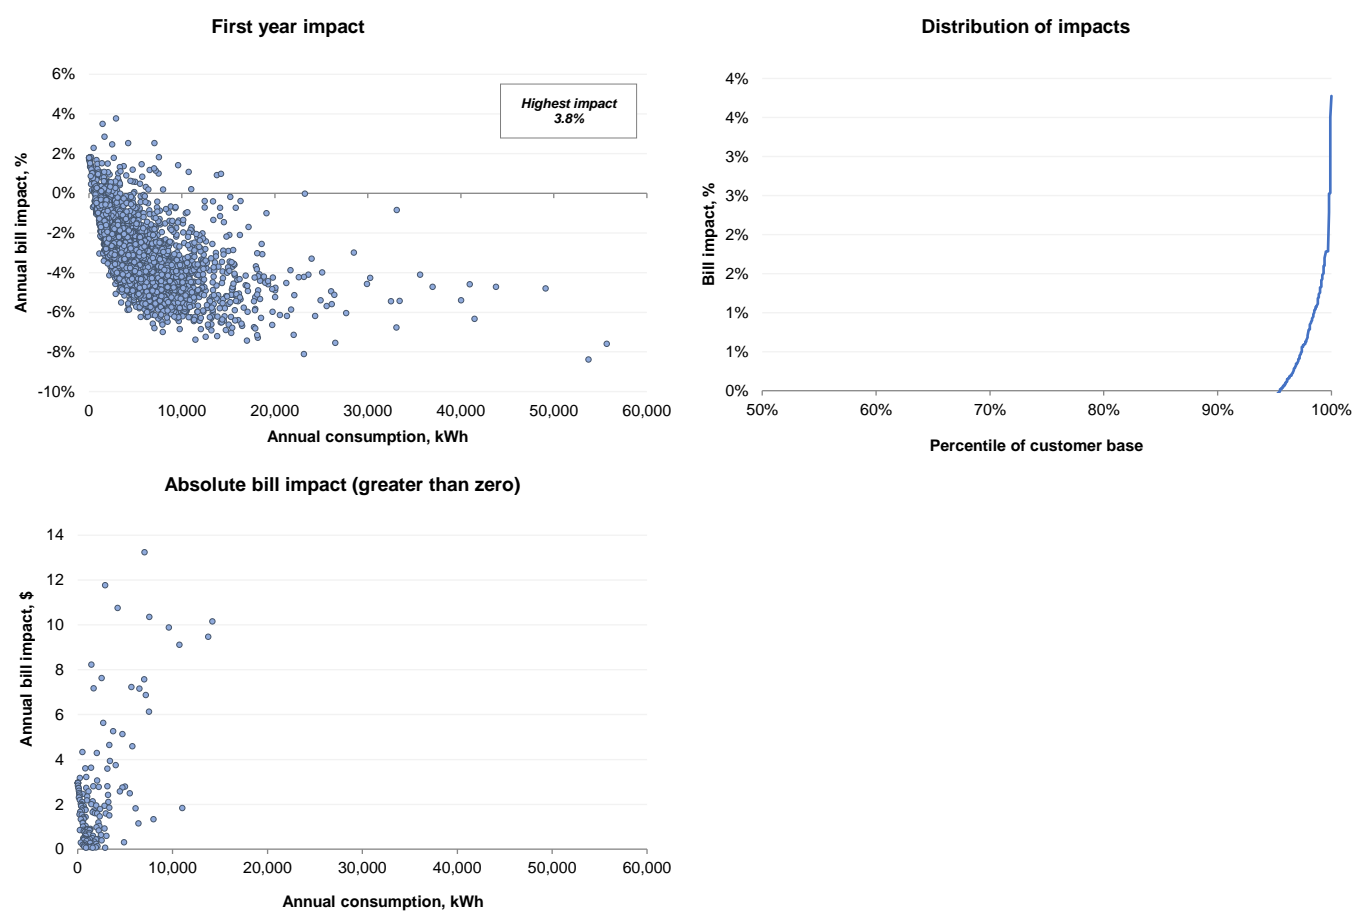 First year impact
6%
4%
2%
0%
-2%
-4%
-6%
-8%
-10%
Annual bill impact, %
Highest impact
3.8%
0 10,000 20,000 30,000 40,000 50,000 60,000
Annual consumption, kWh
Distribution of impacts
4%
4%
3%
3%
2%
2%
1%
1%
0%
Bill impact, %
50% 60% 70% 80% 90% 100%
Percentile of customer base
Absolute bill impact (greater than zero)
14
12
10
8
6
4
2
0
Annual bill impact, $
0 10,000 20,000 30,000 40,000 50,000 60,000
Annual consumption, kWh